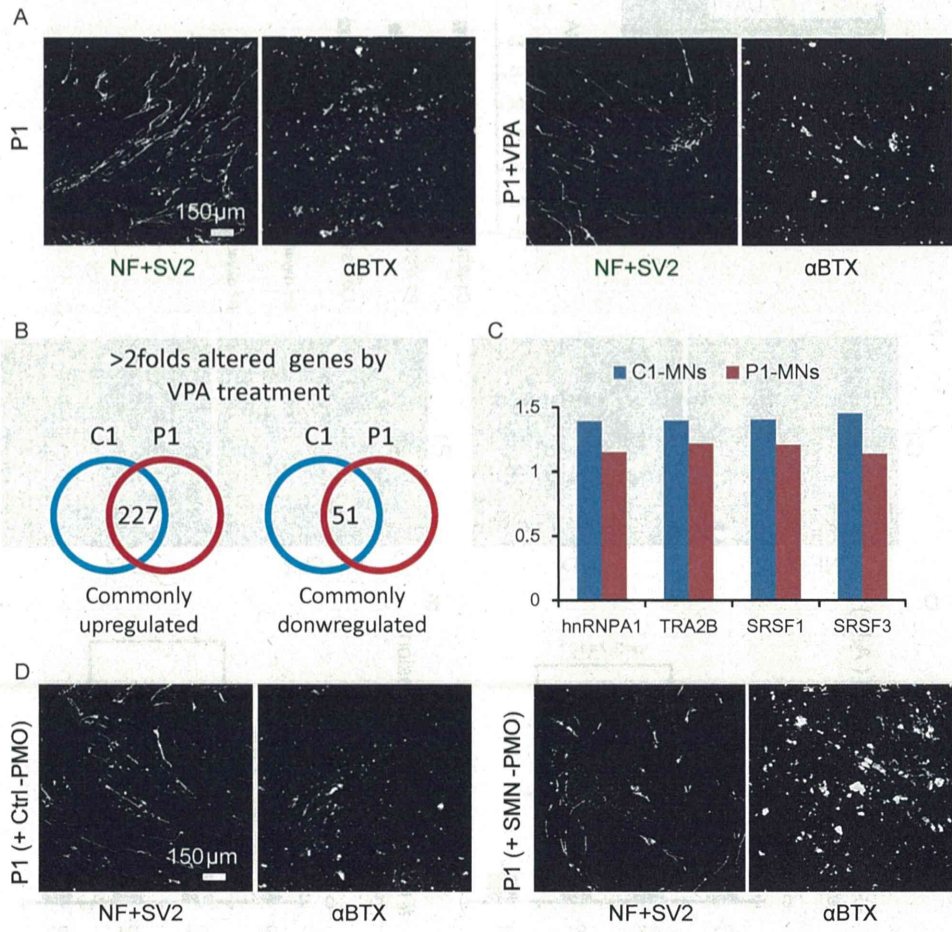 A
P1
150µm
NF+SV2
αBTX
P1+VPA
NF+SV2
αBTX
B
>2folds altered genes by
VPA treatment
C1 P1
227
Commonly
upregulated
C1 P1
51
Commonly
donwregulated
C
C1-MNs P1-MNs
1.5
1
0.5
0
hnRNPA1 TRA2B SRSF1 SRSF3
D
P1 (+ Ctrl -PMO)
150µm
NF+SV2
αBTX
P1 (+ SMN -PMO)
NF+SV2
αBTX